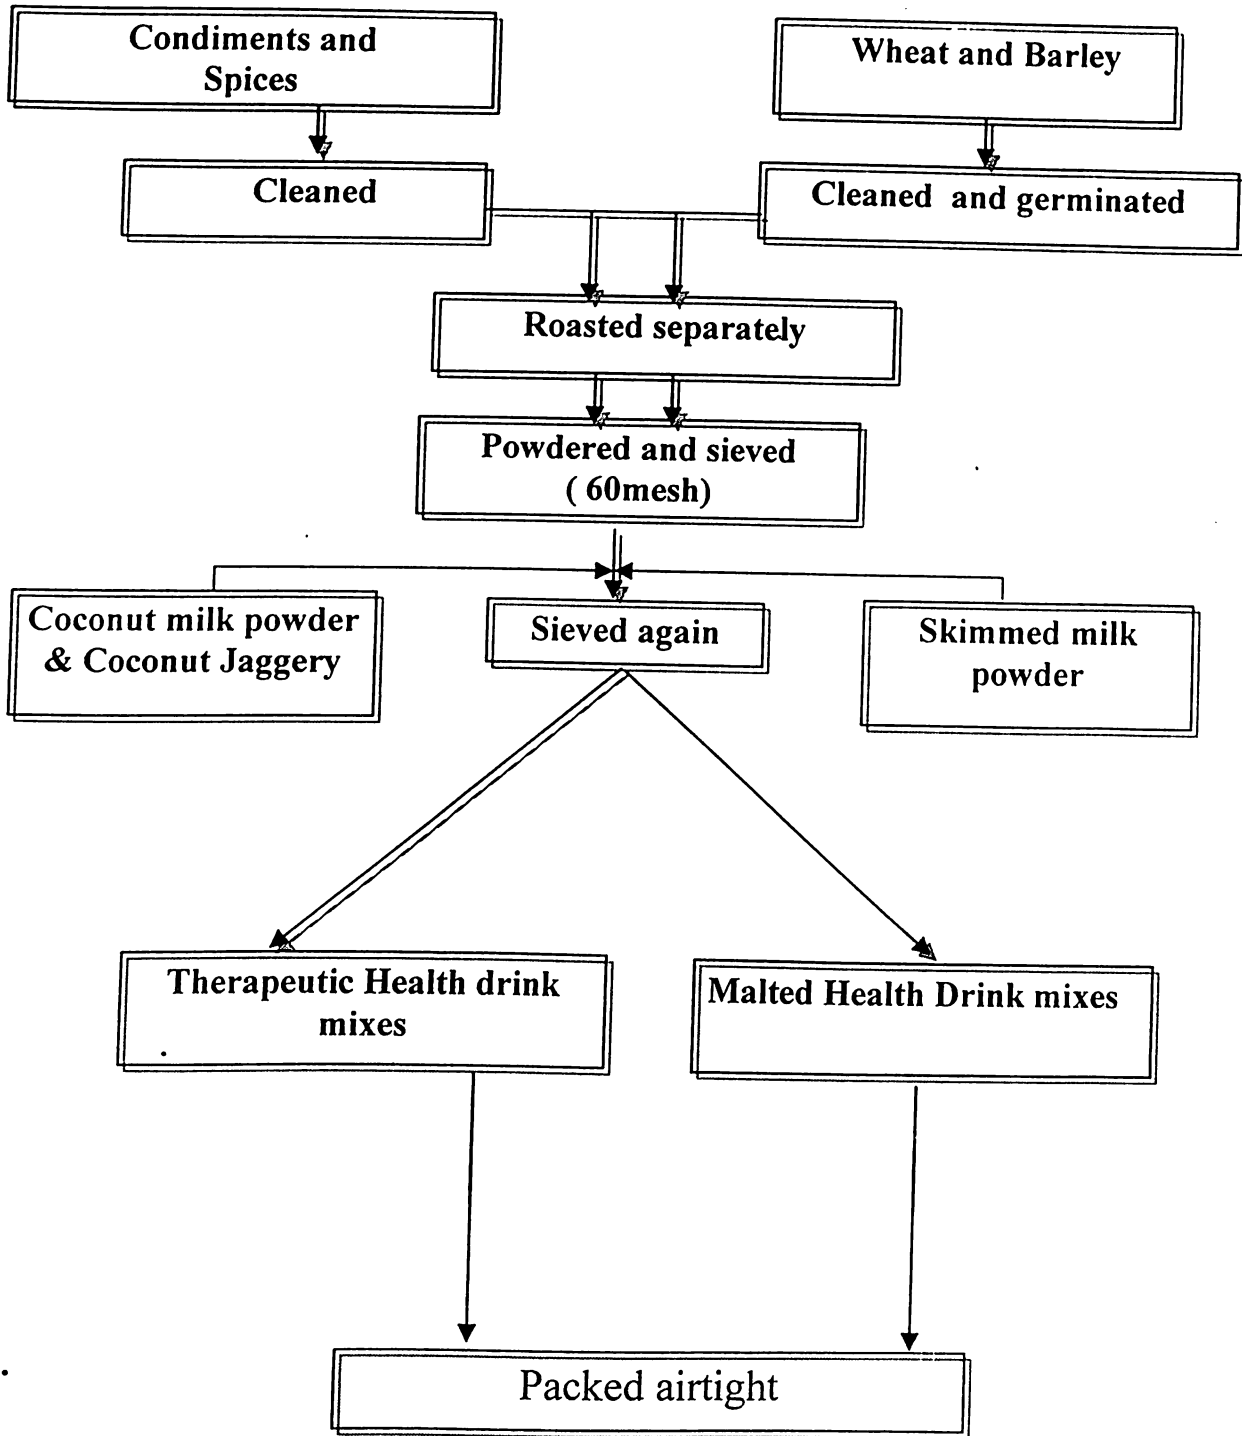 Condiments and
Spices
Wheat and Barley
Cleaned
Cleaned and germinated
Roasted separately
Powdered and sieved
( 60mesh)
Coconut milk powder
& Coconut Jaggery
Sieved again
Skimmed milk
powder
Therapeutic Health drink
mixes
Malted Health Drink mixes
Packed airtight